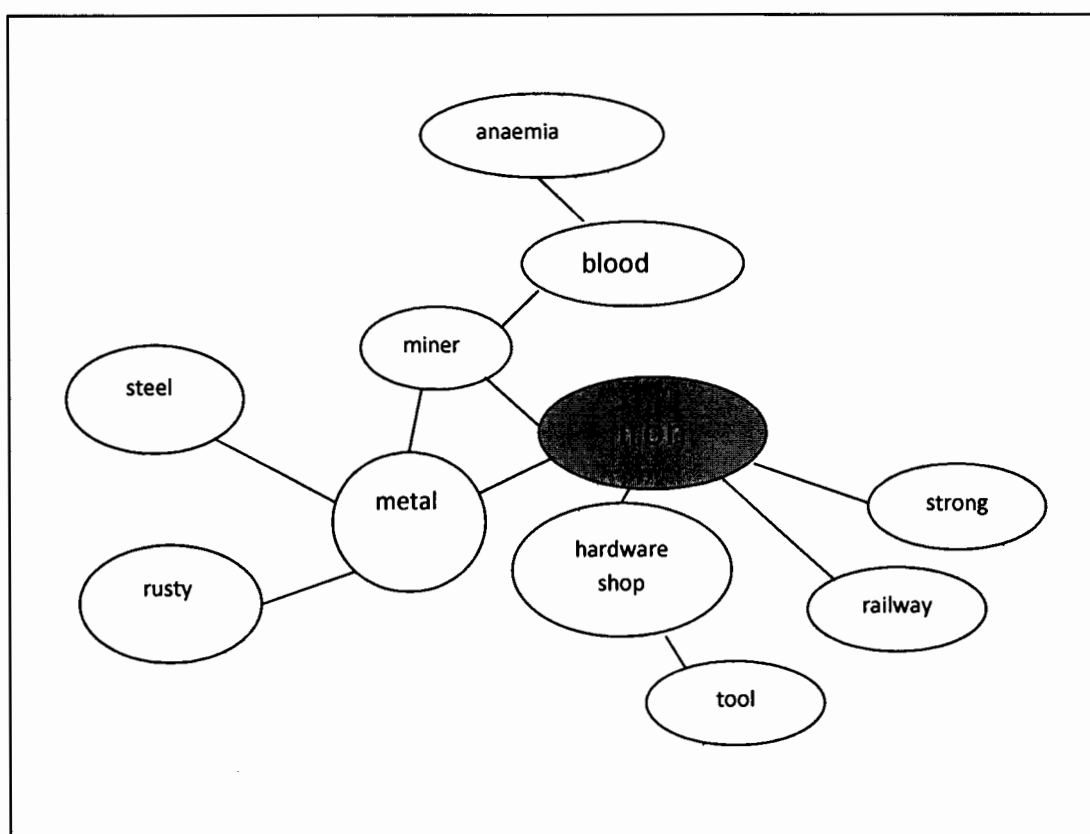 anaemia
blood
miner
steel
metal
strong
hardware
shop
rusty
railway
tool